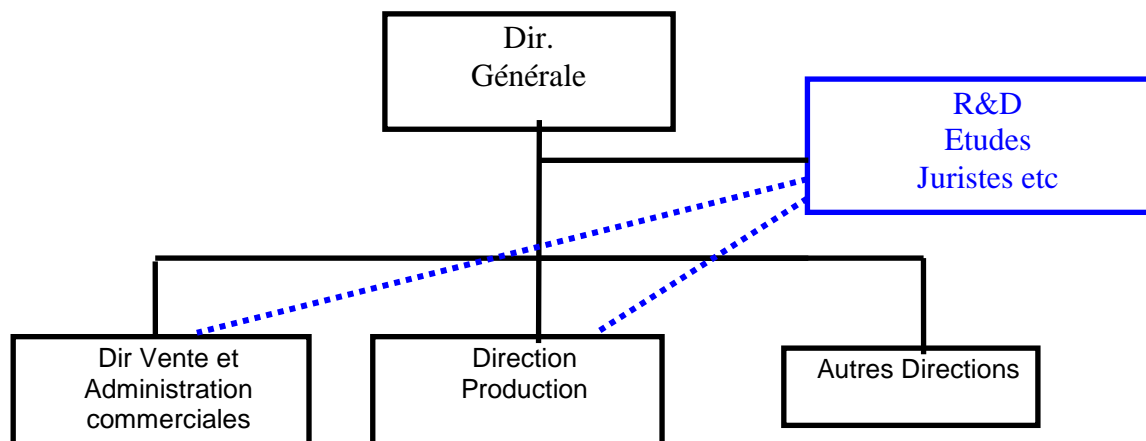 Dir.
Générale
R&D
Etudes
Juristes etc
Dir Vente et
Administration
commerciales
Direction
Production
Autres Directions